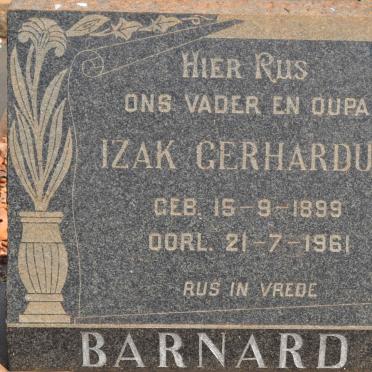 HIER RUS
ONS VADER EN OUPA
IZAK GERHARDU
GEB. 15-9-1899
OORL. 21-7-1961
RUS IN VREDE
BARNARD